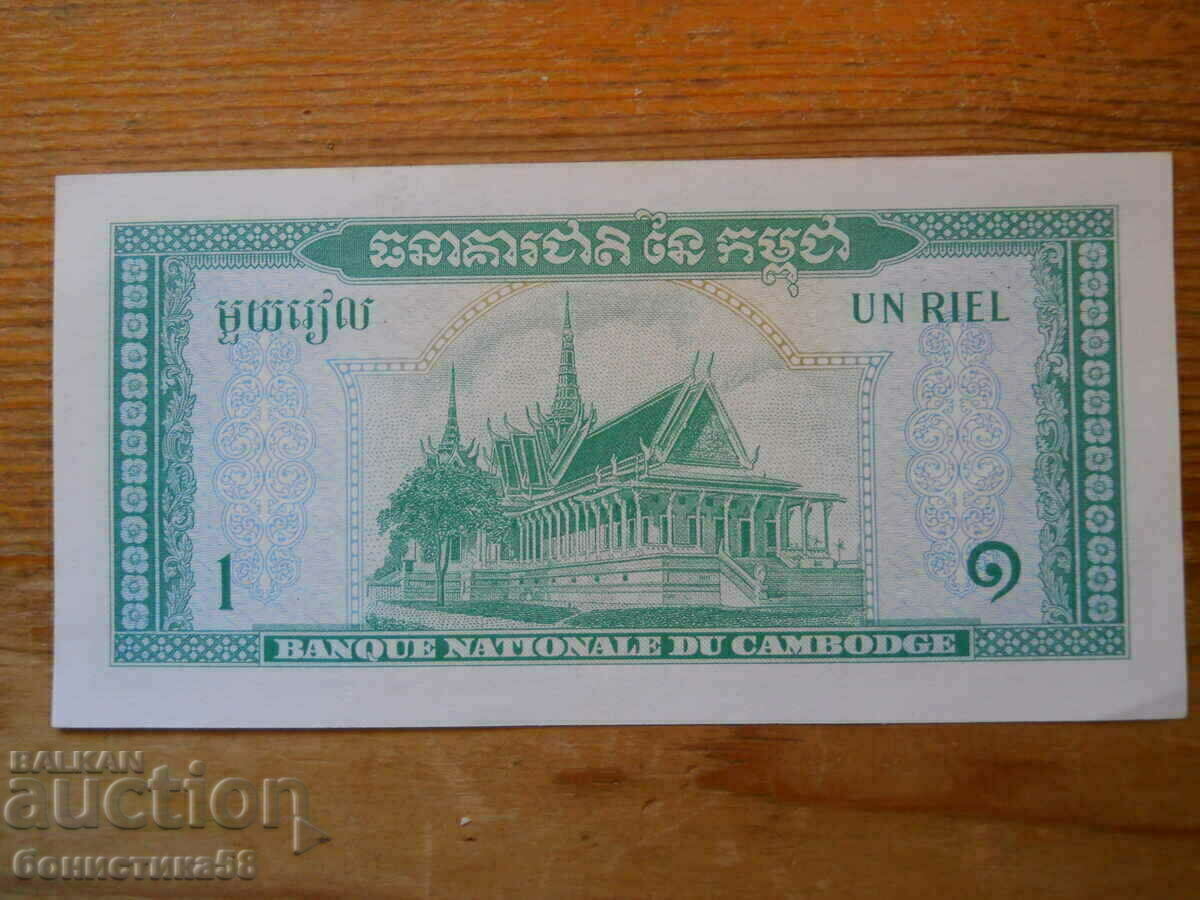 ធនាគារជាតិ នៃ កម្ពុជា
មួយរៀល
UN RIEL
1
១
BANQUE NATIONALE DU CAMBODGE
BALKAN
auction
бонистика58